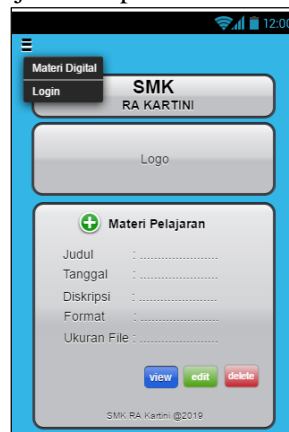 12:00
Materi Digital
Login
SMK
RA KARTINI
Logo
Materi Pelajaran
Judul : ......................
Tanggal : ......................
Diskripsi : ......................
Format : ......................
Ukuran File : ......................
view edit delete
SMK RA Kartini @2019